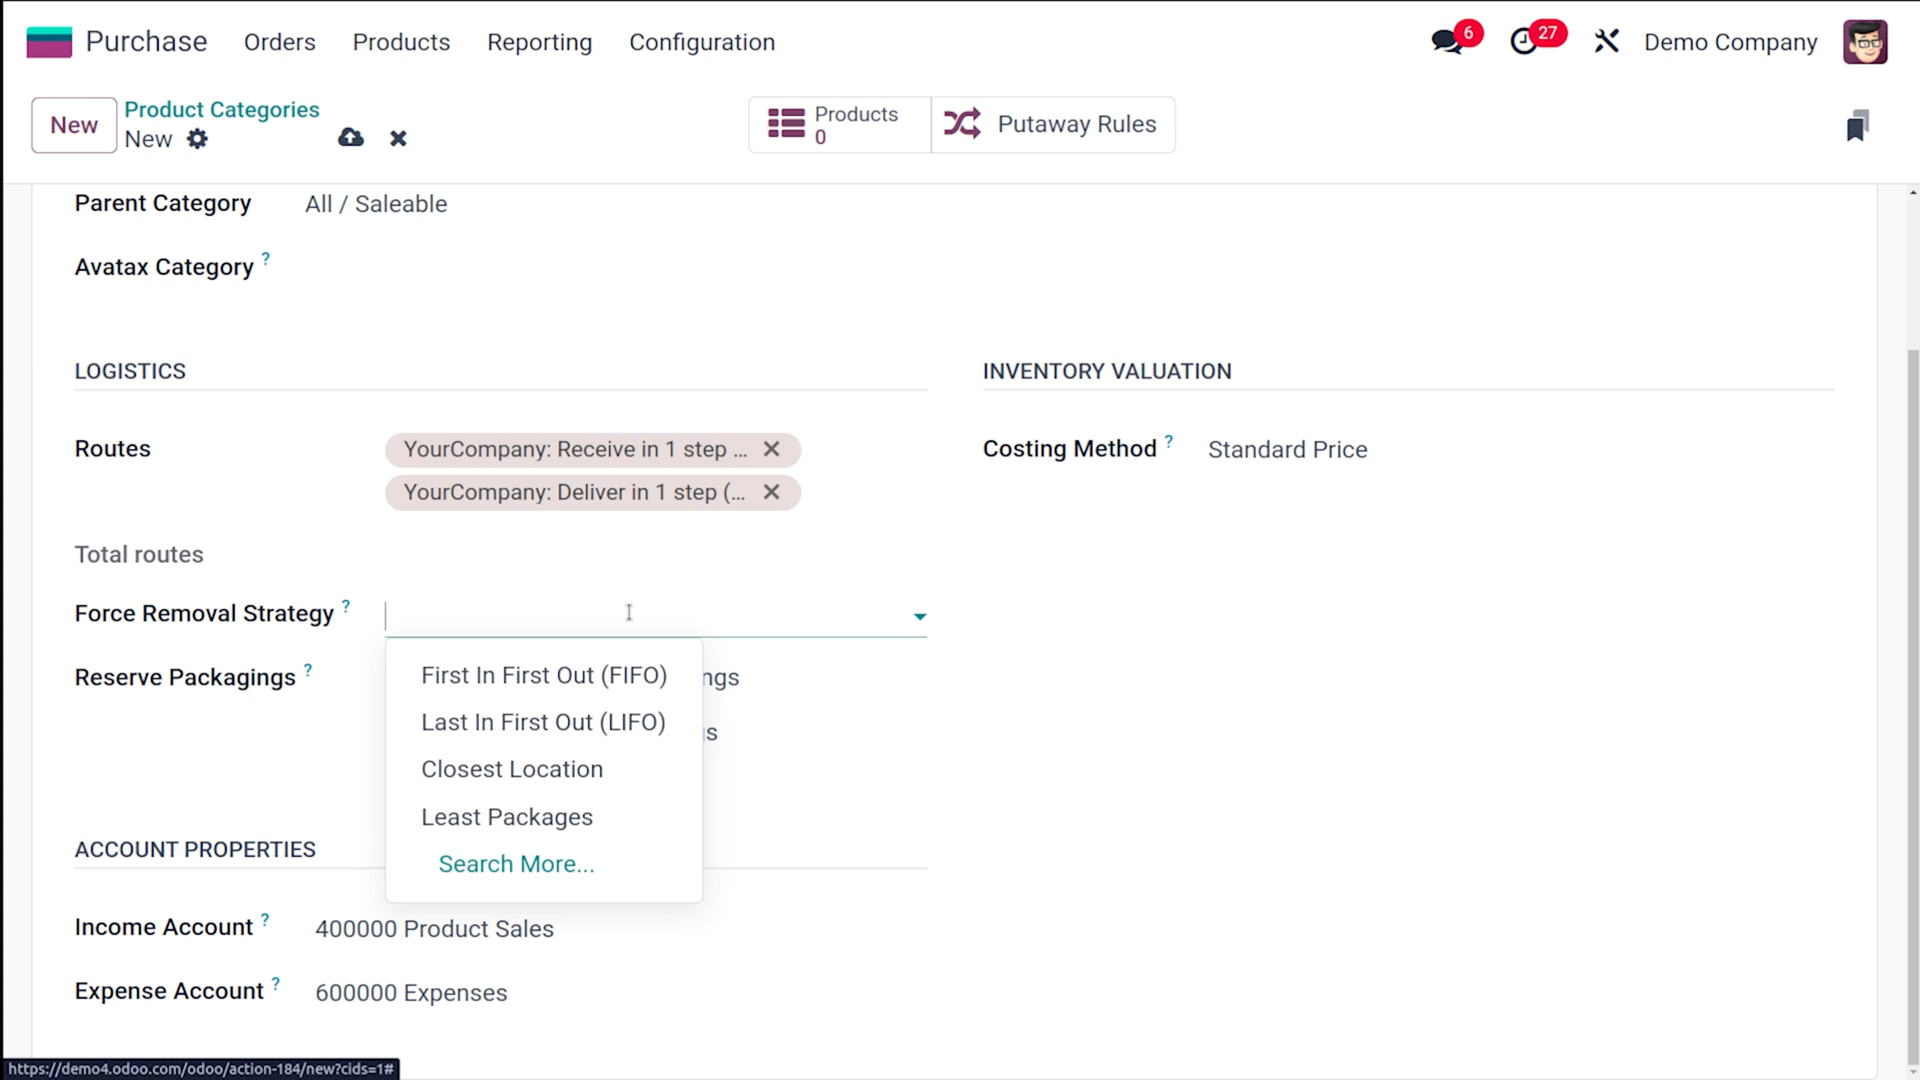 Purchase Orders Products Reporting Configuration 6 27 Demo Company
New Product Categories
New
Products
0
Putaway Rules
Parent Category All / Saleable
Avatax Category ?
LOGISTICS
INVENTORY VALUATION
Routes YourCompany: Receive in 1 step ...
YourCompany: Deliver in 1 step (...
Costing Method ? Standard Price
Total routes
Force Removal Strategy ?
Reserve Packagings ?
First In First Out (FIFO)
ngs
Last In First Out (LIFO)
s
Closest Location
Least Packages
Search More...
ACCOUNT PROPERTIES
Income Account ? 400000 Product Sales
Expense Account ? 600000 Expenses
https://demo4.odoo.com/odoo/action-184/new?cids=1#